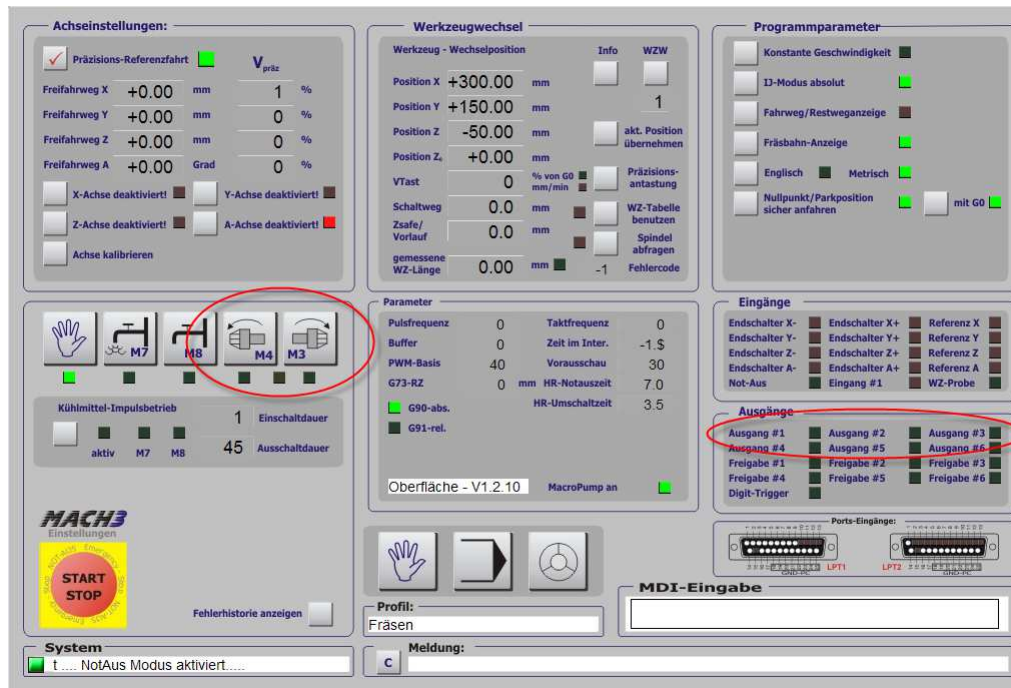 Achseinstellungen:
Präzisions-Referenzfahrt
Vpräz
Freifahrweg X +0.00 mm 1 %
Freifahrweg Y +0.00 mm 0 %
Freifahrweg Z +0.00 mm 0 %
Freifahrweg A +0.00 Grad 0 %
X-Achse deaktiviert! Y-Achse deaktiviert!
Z-Achse deaktiviert! A-Achse deaktiviert!
Achse kalibrieren
Werkzeugwechsel
Werkzeug - Wechselposition Info WZW
Position X +300.00 mm
Position Y +150.00 mm 1
Position Z -50.00 mm akt. Position übernehmen
Position Z₀ +0.00 mm
VTast 0 % von G0 mm/min Präzisions-antastung
Schaltweg 0.0 mm WZ-Tabelle benutzen
Zsafe/ Vorlauf 0.0 mm Spindel abfragen
gemessene WZ-Länge 0.00 mm -1 Fehlercode
Programmparameter
Konstante Geschwindigkeit
IJ-Modus absolut
Fahrweg/Restweganzeige
Fräsbahn-Anzeige
Englisch Metrisch
Nullpunkt/Parkposition sicher anfahren mit G0
M7 M8 M4 M3
Kühlmittel-Impulsbetrieb
1 Einschaltdauer
45 Ausschaltdauer
aktiv M7 M8
MACH3
Einstellungen
START
STOP
NOT-AUS Emergency Stop
Fehlerhistorie anzeigen
Parameter
Pulsfrequenz 0 Taktfrequenz 0
Buffer 0 Zeit im Inter. -1.$
PWM-Basis 40 Vorausschau 30
G73-RZ 0 mm HR-Notauszeit 7.0
G90-abs. HR-Umschaltzeit 3.5
G91-rel.
Oberfläche - V1.2.10 MacroPump an
Eingänge
Endschalter X- Endschalter X+ Referenz X
Endschalter Y- Endschalter Y+ Referenz Y
Endschalter Z- Endschalter Z+ Referenz Z
Endschalter A- Endschalter A+ Referenz A
Not-Aus Eingang #1 WZ-Probe
Ausgänge
Ausgang #1 Ausgang #2 Ausgang #3
Ausgang #4 Ausgang #5 Ausgang #6
Freigabe #1 Freigabe #2 Freigabe #3
Freigabe #4 Freigabe #5 Freigabe #6
Digit-Trigger
Ports-Eingänge:
GND-PC LPT1 LPT2 GND-PC
MDI-Eingabe
Profil:
Fräsen
System
t .... NotAus Modus aktiviert.....
C
Meldung: